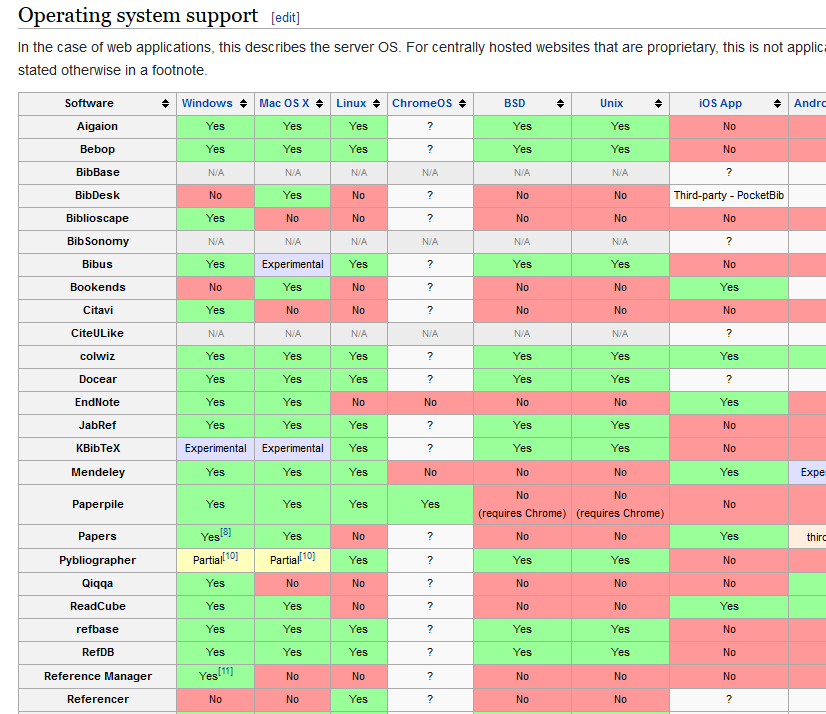 Operating system support [edit]
In the case of web applications, this describes the server OS. For centrally hosted websites that are proprietary, this is not applica
stated otherwise in a footnote.
Software Windows Mac OS X Linux ChromeOS BSD Unix iOS App Andro
Aigaion Yes Yes Yes ? Yes Yes No
Bebop Yes Yes Yes ? Yes Yes No
BibBase N/A N/A N/A N/A N/A N/A ?
BibDesk No Yes No ? No No Third-party - PocketBib
Biblioscape Yes No No ? No No No
BibSonomy N/A N/A N/A N/A N/A N/A ?
Bibus Yes Experimental Yes ? Yes Yes No
Bookends No Yes No ? No No Yes
Citavi Yes No No ? No No No
CiteULike N/A N/A N/A N/A N/A N/A ?
colwiz Yes Yes Yes ? Yes Yes Yes
Docear Yes Yes Yes ? Yes Yes ?
EndNote Yes Yes No No No No Yes
JabRef Yes Yes Yes ? Yes Yes No
KBibTeX Experimental Experimental Yes ? Yes Yes No
Mendeley Yes Yes Yes No No No Yes Expe
Paperpile Yes Yes Yes Yes No (requires Chrome) No (requires Chrome) No
Papers Yes[8] Yes No ? No No Yes third
Pybliographer Partial[10] Partial[10] Yes ? Yes Yes No
Qiqqa Yes No No ? No No No
ReadCube Yes Yes No ? No No Yes
refbase Yes Yes Yes ? Yes Yes No
RefDB Yes Yes Yes ? Yes Yes No
Reference Manager Yes[11] No No ? No No No
Referencer No No Yes ? No No ?